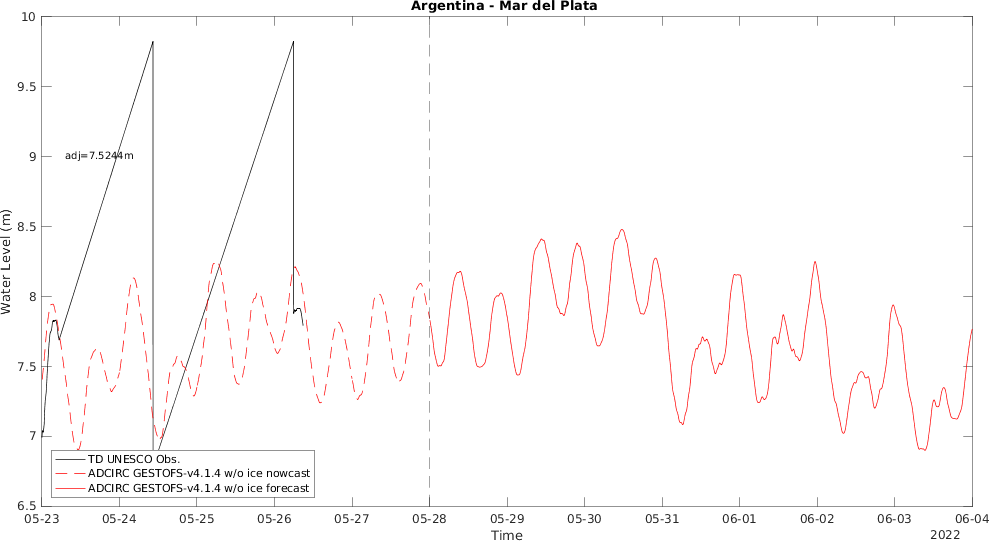 Argentina - Mar del Plata
Water Level (m)
10
9.5
9
8.5
8
7.5
7
6.5
adj=7.5244m
TD UNESCO Obs.
ADCIRC GESTOFS-v4.1.4 w/o ice nowcast
ADCIRC GESTOFS-v4.1.4 w/o ice forecast
05-23 05-24 05-25 05-26 05-27 05-28 05-29 05-30 05-31 06-01 06-02 06-03 06-04
Time
2022